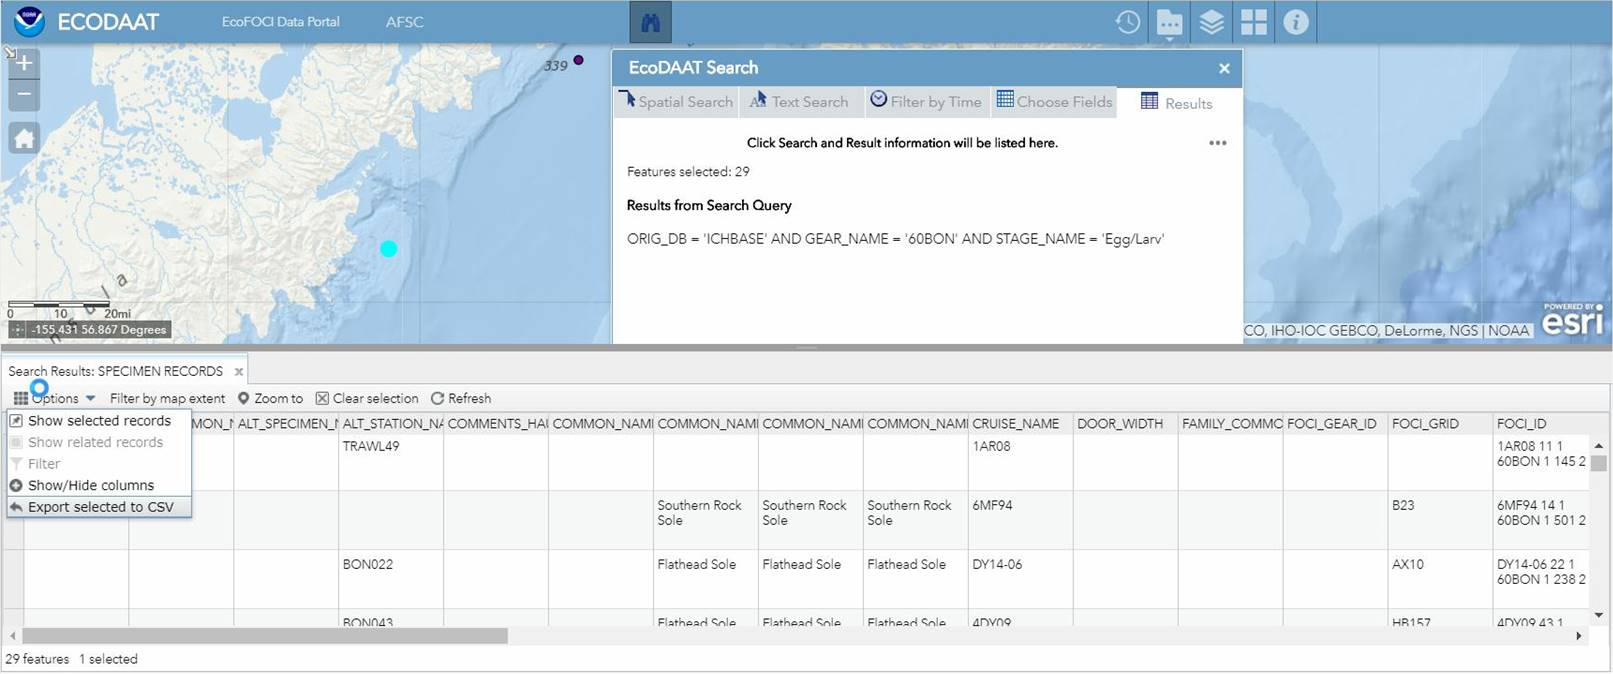 ECODAAT
EcoFOCI Data Portal
AFSC
339
EcoDAAT Search
Spatial Search
Text Search
Filter by Time
Choose Fields
Results
Click Search and Result information will be listed here.
Features selected: 29
Results from Search Query
ORIG_DB = 'ICHBASE' AND GEAR_NAME = '60BON' AND STAGE_NAME = 'Egg/Larv'
0 10 20mi
-155.431 56.867 Degrees
POWERED BY
esri
CO, IHO-IOC GEBCO, DeLorme, NGS | NOAA
Search Results: SPECIMEN RECORDS
Options Filter by map extent Zoom to Clear selection Refresh
Show selected records
Show related records
Filter
Show/Hide columns
Export selected to CSV
MON_N ALT_SPECIMEN_N ALT_STATION_NA COMMENTS_HAU COMMON_NAME COMMON_NAME COMMON_NAME COMMON_NAME CRUISE_NAME DOOR_WIDTH FAMILY_COMMO FOCI_GEAR_ID FOCI_GRID FOCI_ID
TRAWL49 1AR08 1AR08 11 1
60BON 1 145 2
Southern Rock Southern Rock Southern Rock 6MF94 B23 6MF94 14 1
Sole Sole Sole 60BON 1 501 2
BON022 Flathead Sole Flathead Sole Flathead Sole DY14-06 AX10 DY14-06 22 1
60BON 1 238 2
BON043 Flathead Sole Flathead Sole Flathead Sole 4DY09 HB157 4DY09 43 1
29 features 1 selected